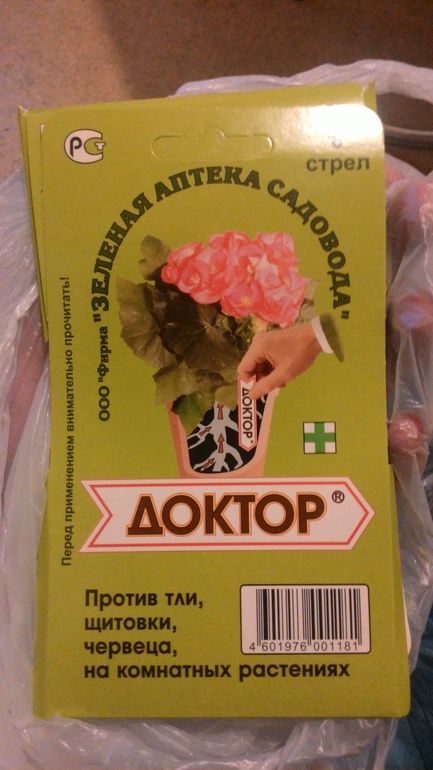 РСТ
стрел
ООО "Фирма "ЗЕЛЕНАЯ АПТЕКА САДОВОДА"
Перед применением внимательно прочитать!
ДОКТОР
ДОКТОР®
Против тли,
щитовки,
червеца,
на комнатных растениях
4 601976 001181